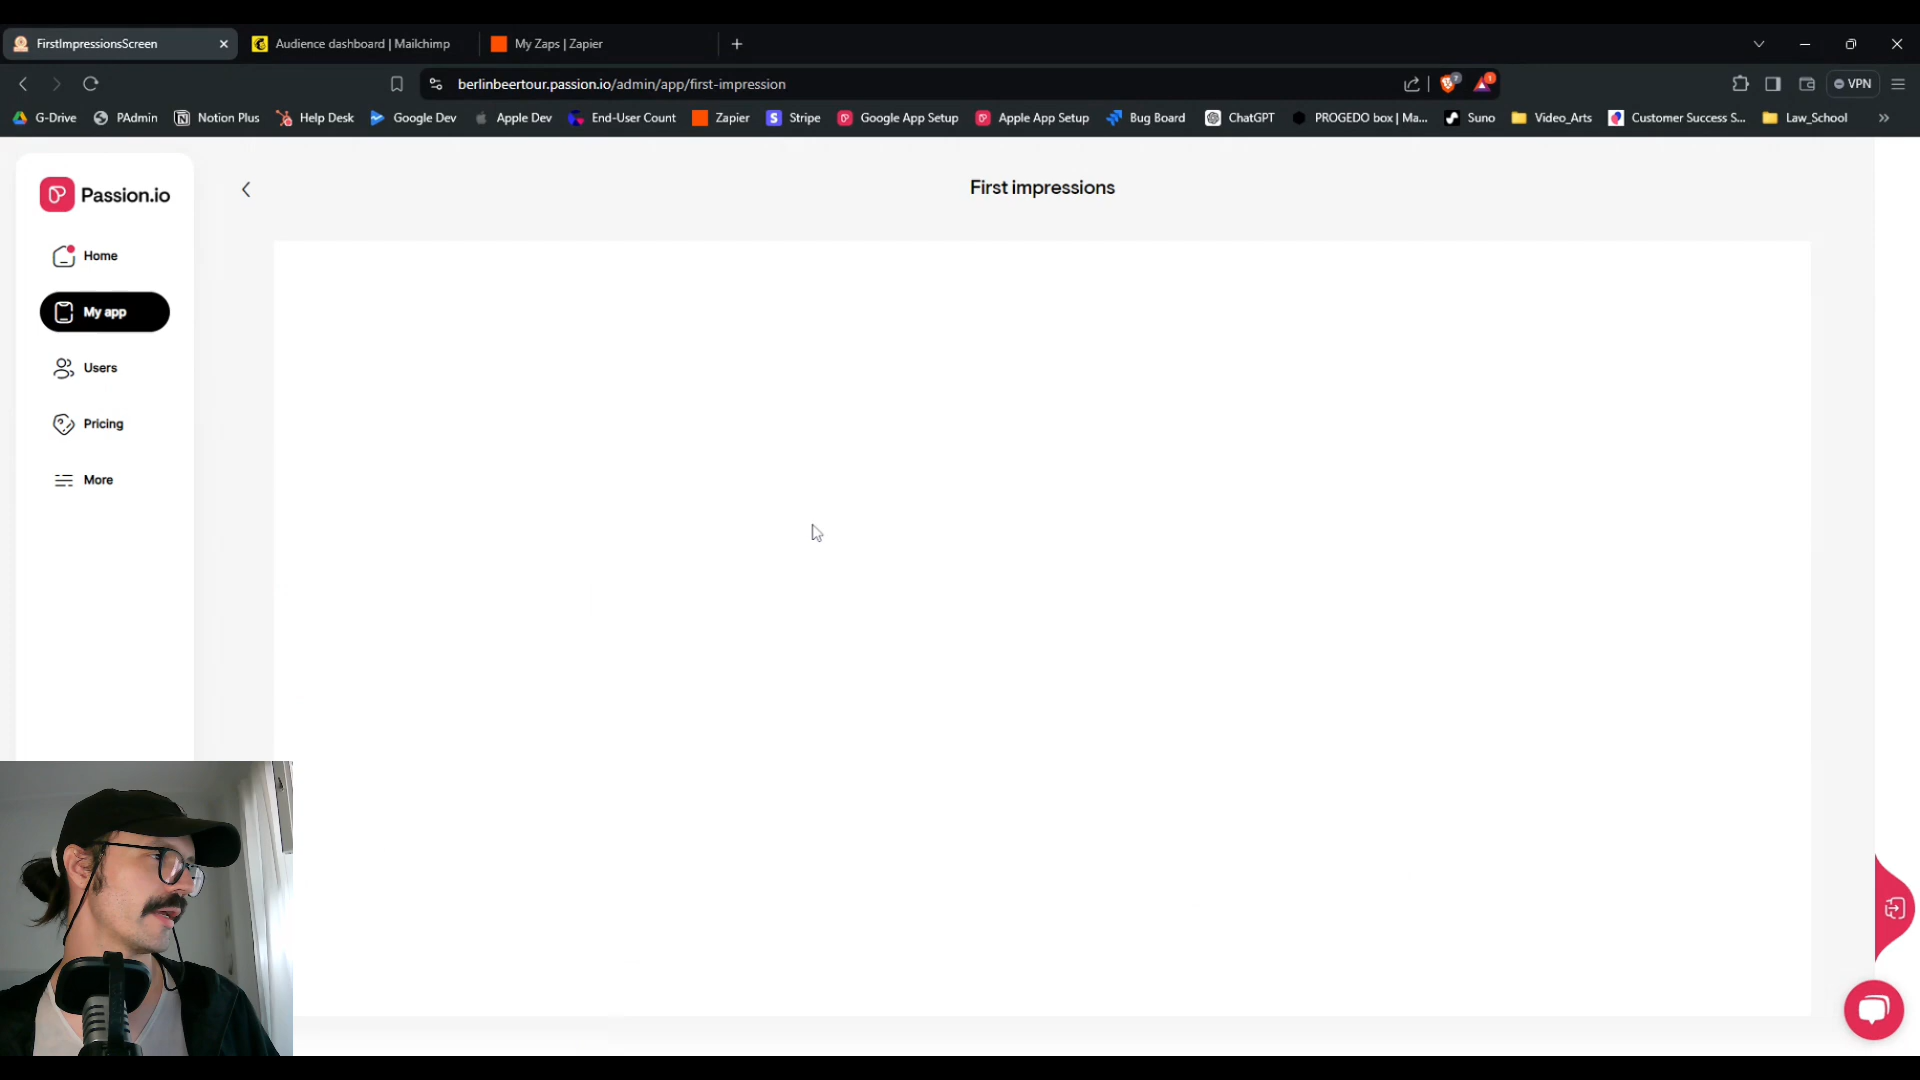 FirstImpressionsScreen
Audience dashboard | Mailchimp
My Zaps | Zapier
berlinbeertour.passion.io/admin/app/first-impression
VPN
G-Drive
PAdmin
Notion Plus
Help Desk
Google Dev
Apple Dev
End-User Count
Zapier
Stripe
Google App Setup
Apple App Setup
Bug Board
ChatGPT
PROGEDO box | Ma...
Suno
Video_Arts
Customer Success S...
Law_School
Passion.io
First impressions
Home
My app
Users
Pricing
More